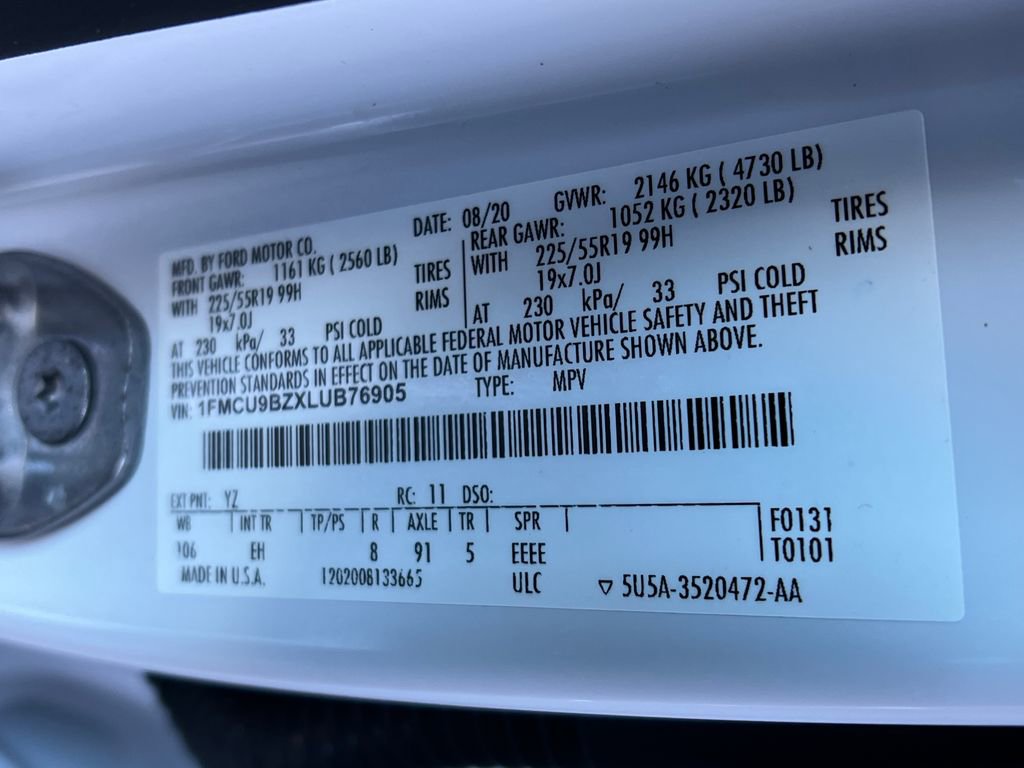 MFD. BY FORD MOTOR CO. DATE: 08/20 GVWR: 2146 KG ( 4730 LB)
FRONT GAWR: 1161 KG ( 2560 LB) REAR GAWR: 1052 KG ( 2320 LB)
WITH 225/55R19 99H TIRES WITH 225/55R19 99H TIRES
19x7.0J RIMS 19x7.0J RIMS
AT 230 kPa/ 33 PSI COLD AT 230 kPa/ 33 PSI COLD
THIS VEHICLE CONFORMS TO ALL APPLICABLE FEDERAL MOTOR VEHICLE SAFETY AND THEFT
PREVENTION STANDARDS IN EFFECT ON THE DATE OF MANUFACTURE SHOWN ABOVE.
VIN: 1FMCU9BZXLUB76905 TYPE: MPV
EXT PNT: YZ RC: 11 DSO:
WB INT TR TP/PS R AXLE TR SPR F0131
106 EH 8 91 5 EEEE T0101
MADE IN U.S.A. 1202008133665 ULC ▽ 5U5A-3520472-AA